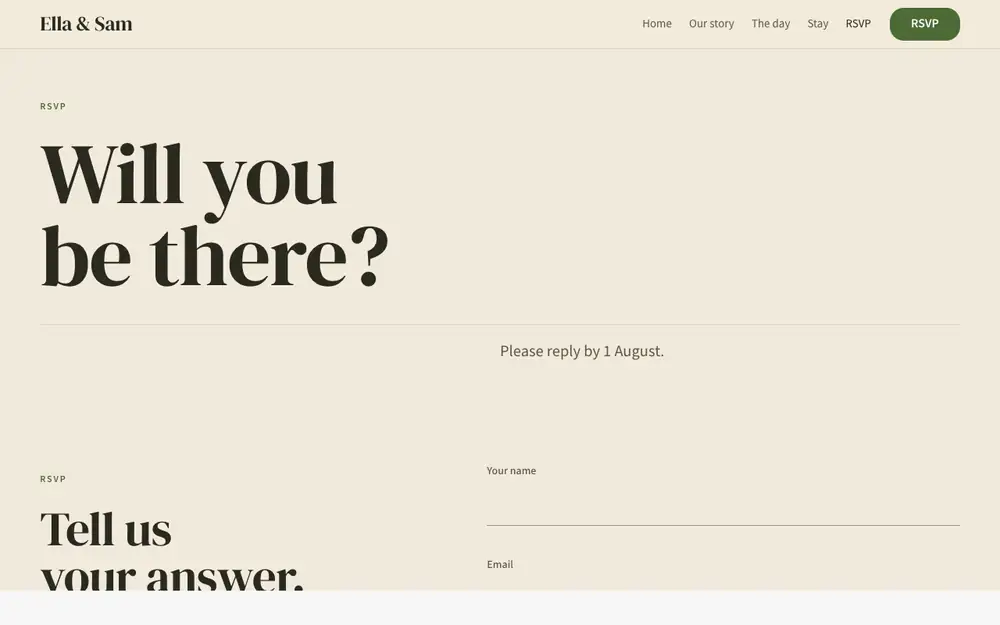 Ella & Sam
Home Our story The day Stay RSVP RSVP
RSVP
Will you
be there?
Please reply by 1 August.
RSVP
Tell us
your answer.
Your name
Email